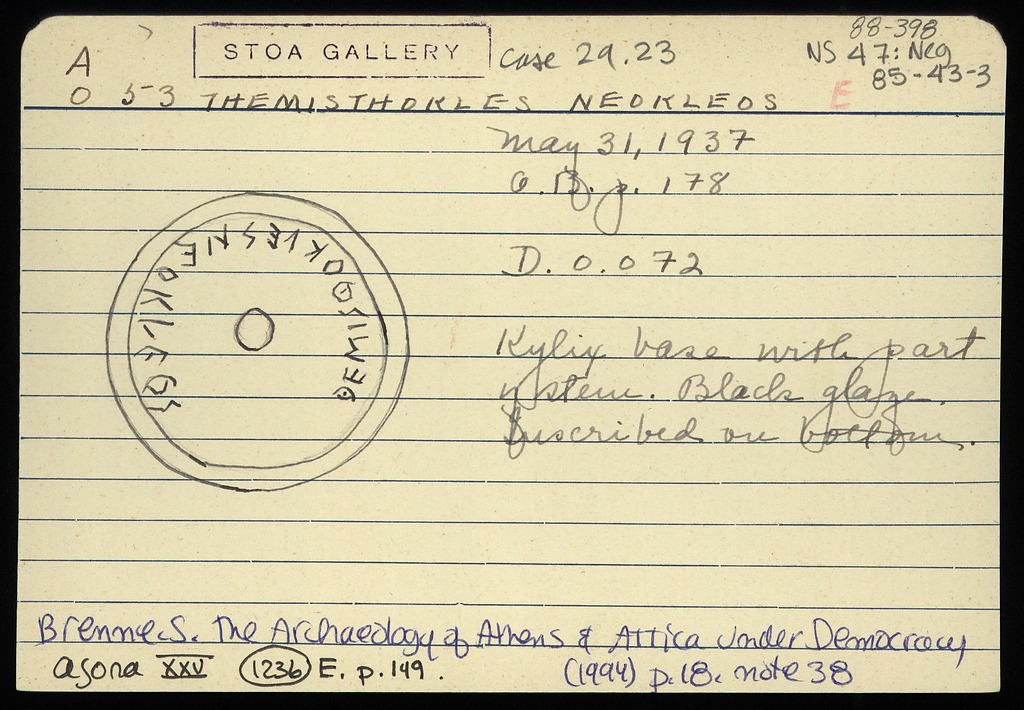 A
STOA GALLERY
Case 29.23
88-398
NS 47: Neg
85-43-3
O 53 THEMISTHOKLES NEOKLEOS
E
May 31, 1937
O.B. p. 178
D. 0.072
Kylix base with part
of stem. Black glaze.
Inscribed on bottom.
Brenne.S. The Archaeology of Athens & Attica under Democracy
(1994) p.18. note 38
Agora XXV (1236) E. p.149.